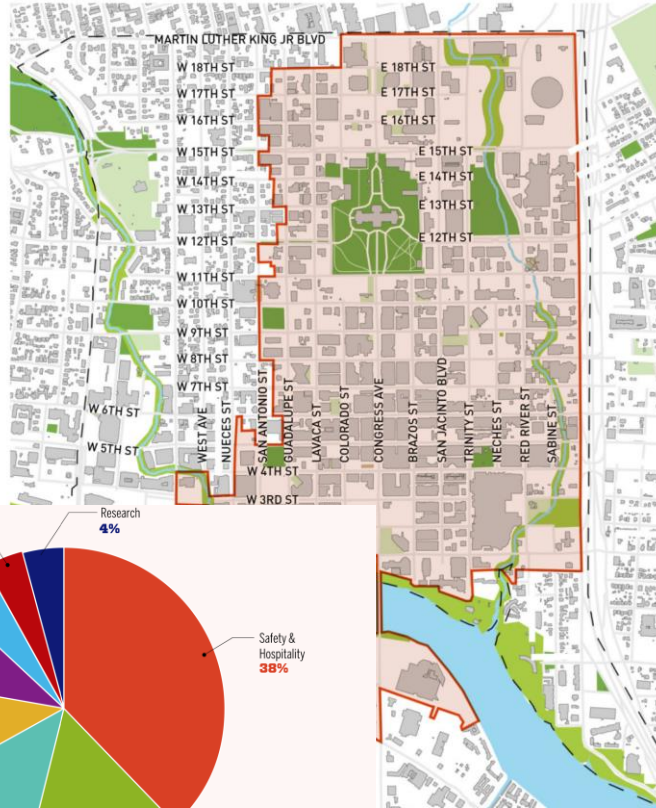 MARTIN LUTHER KING JR BLVD
W 18TH ST
E 18TH ST
W 17TH ST
E 17TH ST
W 16TH ST
E 16TH ST
W 15TH ST
E 15TH ST
W 14TH ST
E 14TH ST
W 13TH ST
E 13TH ST
W 12TH ST
E 12TH ST
W 11TH ST
W 10TH ST
W 9TH ST
W 8TH ST
W 7TH ST
W 6TH ST
W 5TH ST
WEST AVE
NUECES ST
SAN ANTONIO ST
GUADALUPE ST
LAVACA ST
COLORADO ST
CONGRESS AVE
BRAZOS ST
SAN JACINTO BLVD
TRINITY ST
NECHES ST
RED RIVER ST
SABINE ST
W 4TH ST
W 3RD ST
Research
4%
Safety &
Hospitality
38%